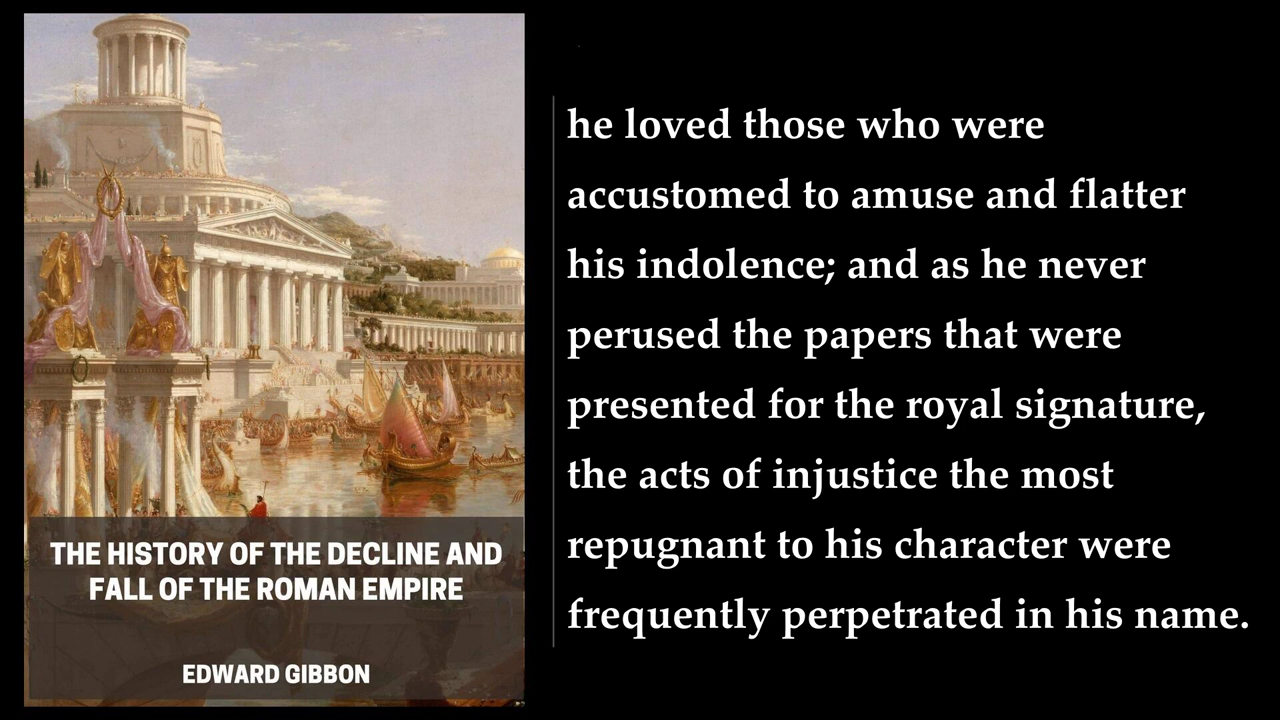 THE HISTORY OF THE DECLINE AND
FALL OF THE ROMAN EMPIRE
EDWARD GIBBON
he loved those who were
accustomed to amuse and flatter
his indolence; and as he never
perused the papers that were
presented for the royal signature,
the acts of injustice the most
repugnant to his character were
frequently perpetrated in his name.